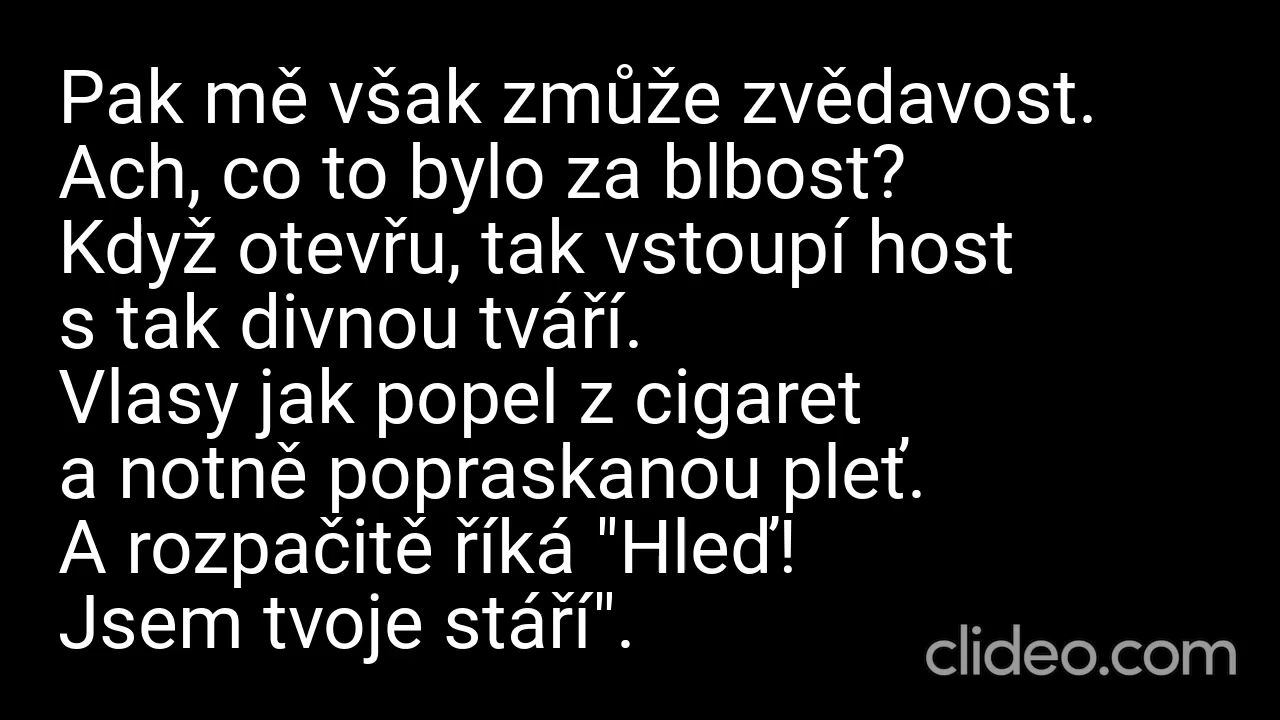 Pak mě však zmůže zvědavost.
Ach, co to bylo za blbost?
Když otevřu, tak vstoupí host
s tak divnou tváří.
Vlasy jak popel z cigaret
a notně popraskanou pleť.
A rozpačitě říká "Hleď!
Jsem tvoje stáří".
clideo.com